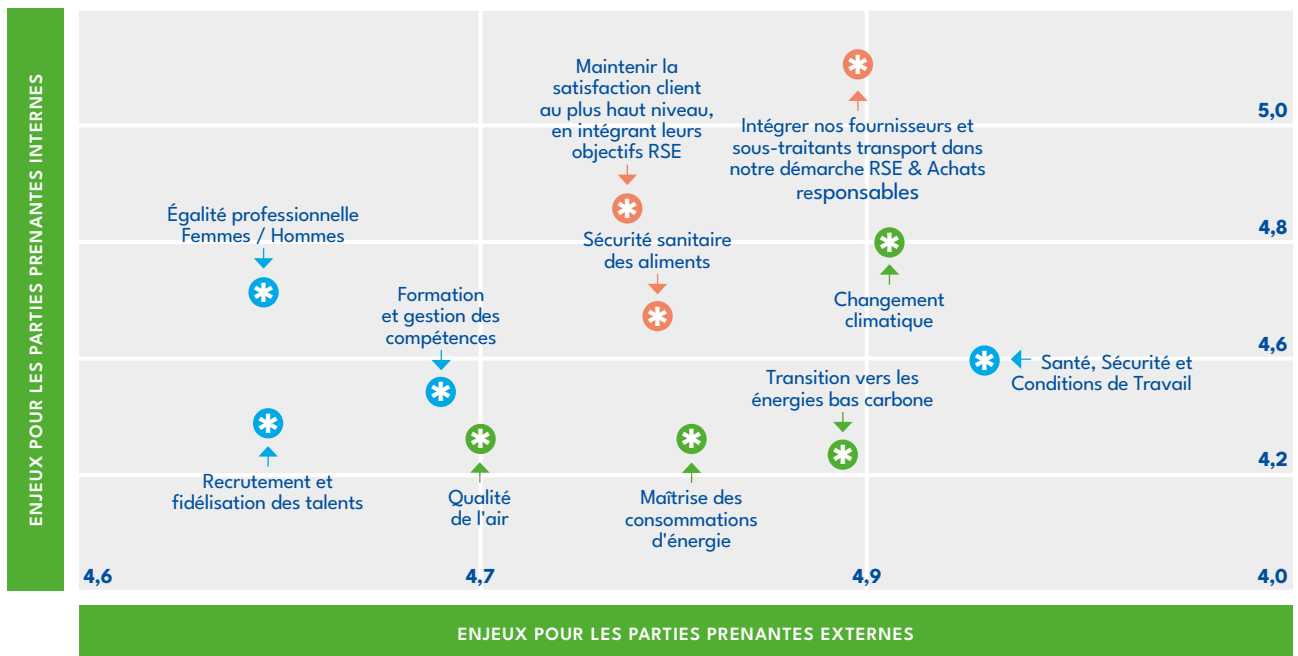 ENJEUX POUR LES PARTIES PRENANTES INTERNES
Maintenir la
satisfaction client
au plus haut niveau,
en intégrant leurs
objectifs RSE
Intégrer nos fournisseurs et
sous-traitants transport dans
notre démarche RSE & Achats
responsables
5,0
Égalité professionnelle
Femmes / Hommes
Sécurité sanitaire
des aliments
4,8
Formation
et gestion des
compétences
Changement
climatique
4,6
Santé, Sécurité et
Conditions de Travail
Transition vers les
énergies bas carbone
4,2
Recrutement et
fidélisation des talents
Qualité
de l'air
Maîtrise des
consommations
d'énergie
4,6
4,7
4,9
4,0
ENJEUX POUR LES PARTIES PRENANTES EXTERNES